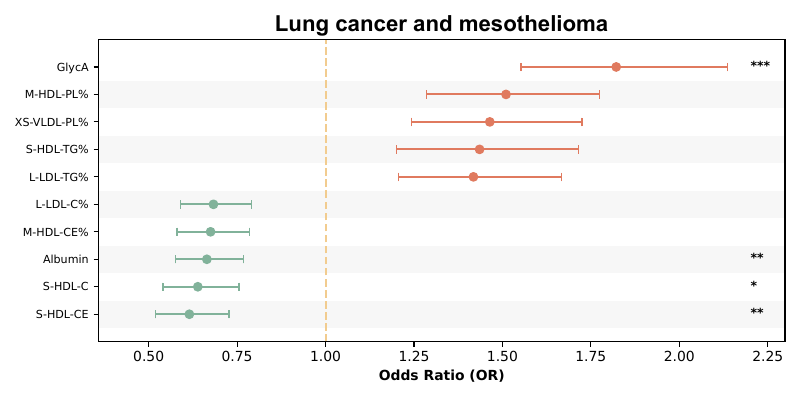 Lung cancer and mesothelioma
GlycA ***
M-HDL-PL%
XS-VLDL-PL%
S-HDL-TG%
L-LDL-TG%
L-LDL-C%
M-HDL-CE%
Albumin **
S-HDL-C *
S-HDL-CE **
0.50 0.75 1.00 1.25 1.50 1.75 2.00 2.25
Odds Ratio (OR)